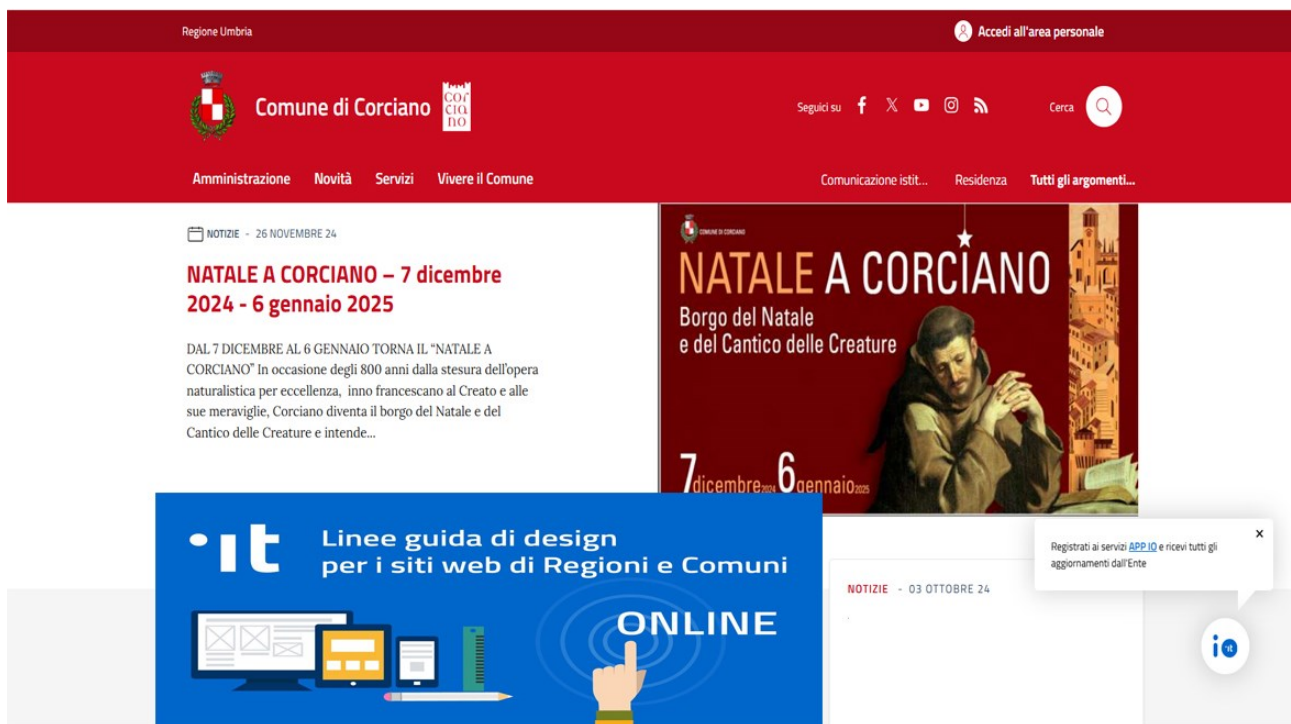 Regione Umbria
Accedi all'area personale
Comune di Corciano
cor
cia
no
Seguici su
Cerca
Amministrazione Novità Servizi Vivere il Comune
Comunicazione istit... Residenza Tutti gli argomenti...
NOTIZIE - 26 NOVEMBRE 24
NATALE A CORCIANO – 7 dicembre
2024 - 6 gennaio 2025
DAL 7 DICEMBRE AL 6 GENNAIO TORNA IL “NATALE A
CORCIANO” In occasione degli 800 anni dalla stesura dell’opera
naturalistica per eccellenza, inno francescano al Creato e alle
sue meraviglie, Corciano diventa il borgo del Natale e del
Cantico delle Creature e intende...
COMUNE DI CORCIANO
NATALE A CORCIANO
Borgo del Natale
e del Cantico delle Creature
7 dicembre 2024 6 gennaio 2025
.it
Linee guida di design
per i siti web di Regioni e Comuni
ONLINE
NOTIZIE - 03 OTTOBRE 24
.
Registrati ai servizi APP IO e ricevi tutti gli
aggiornamenti dall'Ente
x
io